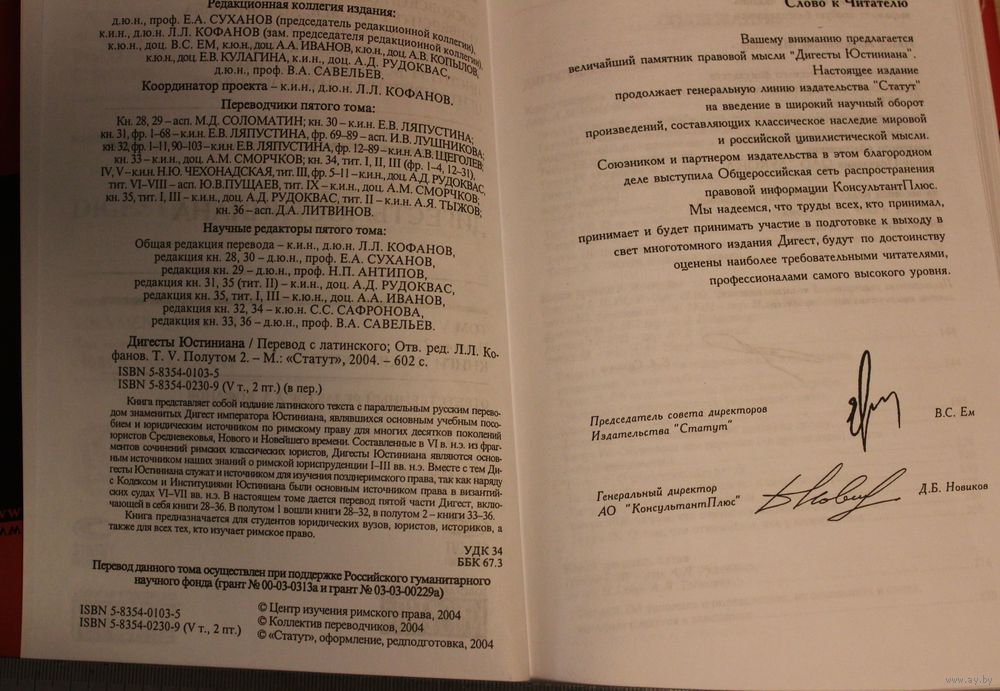 Редакционная коллегия издания:
д.ю.н., проф. Е.А. СУХАНОВ (председатель редакционной коллегии),
к.и.н., д.ю.н. Л.Л. КОФАНОВ (зам. председателя редакционной коллегии),
к.ю.н., доц. В.С. ЕМ, к.ю.н., доц. А.А. ИВАНОВ, к.ю.н., доц. А.В. КОПЫЛОВ,
к.ю.н., доц. Е.В. КУЛАГИНА, к.и.н., доц. А.Д. РУДОКВАС,
д.ю.н., проф. В.А. САВЕЛЬЕВ.
Координатор проекта – к.и.н., д.ю.н. Л.Л. КОФАНОВ.
Переводчики пятого тома:
Кн. 28, 29 – асп. М.Д. СОЛОМАТИН; кн. 30 – к.и.н. Е.В. ЛЯПУСТИНА;
кн. 31, фр. 1–68 – к.и.н. Е.В. ЛЯПУСТИНА, фр. 69–89 – асп. И.В. ЛУШНИКОВА;
кн. 32, фр. 1–11, 90–103 – к.и.н. Е.В. ЛЯПУСТИНА, фр. 12–89 – к.и.н. А.В. ЩЕГОЛЕВ;
кн. 33 – к.и.н., доц. А.М. СМОРЧКОВ; кн. 34, тит. I, II, III (фр. 1–4, 12–31),
IV, V – к.и.н. Н.Ю. ЧЕХОНАДСКАЯ, тит. III, фр. 5–11 – к.и.н., доц. А.Д. РУДОКВАС,
тит. VI–VIII – асп. Ю.В. ПУЩАЕВ, тит. IX – к.и.н., доц. А.М. СМОРЧКОВ;
кн. 35, тит. I, III – к.и.н., доц. А.Д. РУДОКВАС, тит. II – к.и.н. А.Я. ТЫЖОВ;
кн. 36 – асп. Д.А. ЛИТВИНОВ.
Научные редакторы пятого тома:
Общая редакция перевода – к.и.н., д.ю.н. Л.Л. КОФАНОВ,
редакция кн. 28, 30 – д.ю.н., проф. Е.А. СУХАНОВ,
редакция кн. 29 – д.ю.н., проф. Н.П. АНТИПОВ,
редакция кн. 31, 35 (тит. II) – к.и.н., доц. А.Д. РУДОКВАС,
редакция кн. 35, тит. I, III – к.ю.н., доц. А.А. ИВАНОВ,
редакция кн. 32, 34 – к.ю.н. С.С. САФРОНОВА,
редакция кн. 33, 36 – д.ю.н., проф. В.А. САВЕЛЬЕВ.
Дигесты Юстиниана / Перевод с латинского; Отв. ред. Л.Л. Ко-
фанов. Т. V. Полутом 2. – М.: «Статут», 2004. – 602 с.
ISBN 5-8354-0103-5
ISBN 5-8354-0230-9 (V т., 2 пт.) (в пер.)
Книга представляет собой издание латинского текста с параллельным русским перево-
дом знаменитых Дигест императора Юстиниана, являвшихся основным учебным посо-
бием и юридическим источником по римскому праву для многих десятков поколений
юристов Средневековья, Нового и Новейшего времени. Составленные в VI в. н.э. из фраг-
ментов сочинений римских классических юристов, Дигесты Юстиниана являются основ-
ным источником наших знаний о римской юриспруденции I–III вв. н.э. Вместе с тем Ди-
гесты Юстиниана служат и источником для изучения позднеримского права, так как наряду
с Кодексом и Институциями Юстиниана были основным источником права в византий-
ских судах VI–VII вв. н.э. В настоящем томе дается перевод пятой части Дигест, вклю-
чающей в себя книги 28–36. В полутом 1 вошли книги 28–32, в полутом 2 – книги 33–36.
Книга предназначается для студентов юридических вузов, юристов, историков, а
также для всех тех, кто изучает римское право.
УДК 34
ББК 67.3
Перевод данного тома осуществлен при поддержке Российского гуманитарного
научного фонда (грант № 00-03-0313а и грант № 03-03-00229а)
ISBN 5-8354-0103-5
ISBN 5-8354-0230-9 (V т., 2 пт.)
© Центр изучения римского права, 2004
© Коллектив переводчиков, 2004
© «Статут», оформление, редподготовка, 2004
Слово к Читателю
Вашему вниманию предлагается
величайший памятник правовой мысли "Дигесты Юстиниана".
Настоящее издание
продолжает генеральную линию издательства "Статут"
на введение в широкий научный оборот
произведений, составляющих классическое наследие мировой
и российской цивилистической мысли.
Союзником и партнером издательства в этом благородном
деле выступила Общероссийская сеть распространения
правовой информации КонсультантПлюс.
Мы надеемся, что труды всех, кто принимал,
принимает и будет принимать участие в подготовке к выходу в
свет многотомного издания Дигест, будут по достоинству
оценены наиболее требовательными читателями,
профессионалами самого высокого уровня.
Председатель совета директоров
Издательства "Статут"
В.С. Ем
Генеральный директор
АО "КонсультантПлюс"
Д.Б. Новиков
www.ay.by